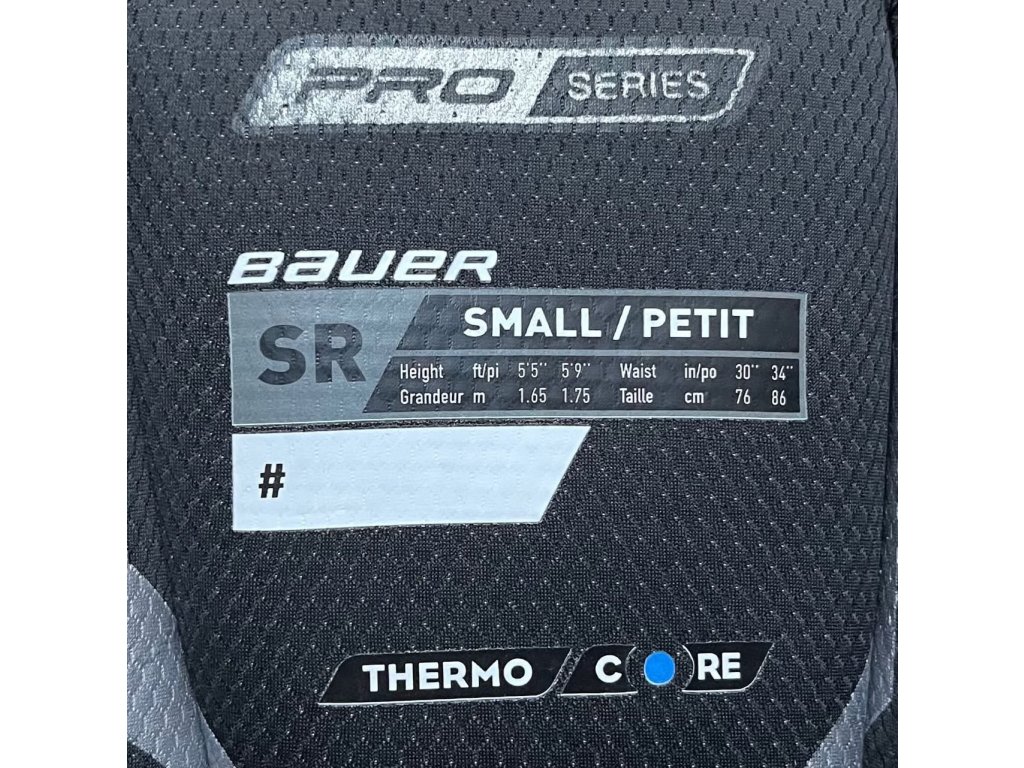 PRO SERIES
BAUER
SR
SMALL / PETIT
Height ft/pi 5'5'' 5'9'' Waist in/po 30'' 34''
Grandeur m 1.65 1.75 Taille cm 76 86
#
THERMO CORE